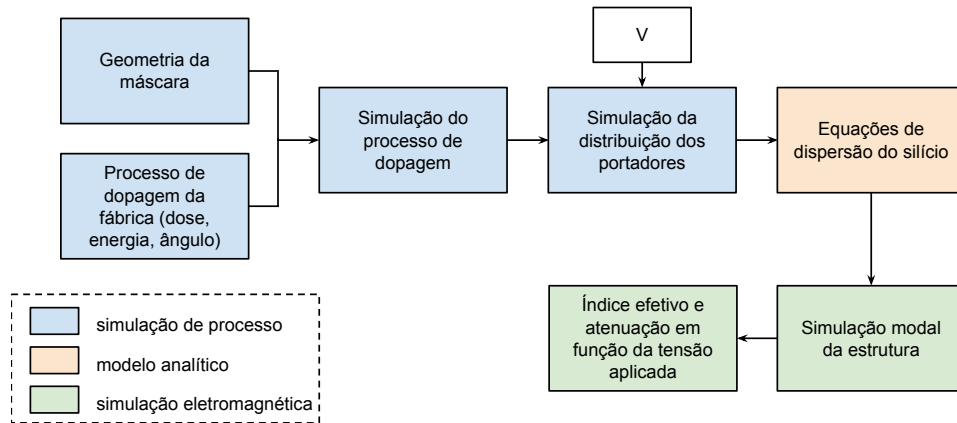 V
Geometria da
máscara
Simulação do
processo de
dopagem
Simulação da
distribuição dos
portadores
Equações de
dispersão do silício
Processo de
dopagem da
fábrica (dose,
energia, ângulo)
simulação de processo
modelo analítico
simulação eletromagnética
Índice efetivo e
atenuação em
função da tensão
aplicada
Simulação modal
da estrutura